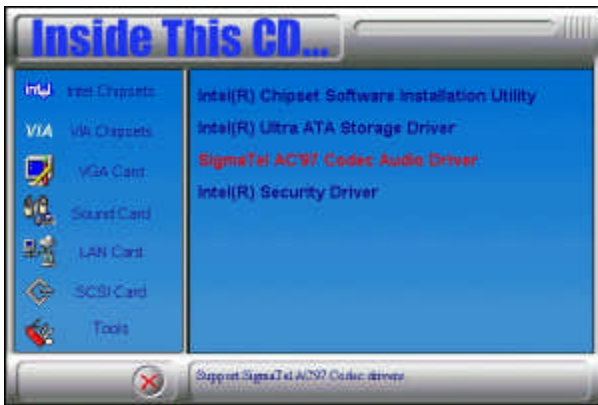 Inside This CD...
intel Intel Chipsets
VIA VIA Chipsets
VGA Card
Sound Card
LAN Card
SCSI Card
Tools
Intel(R) Chipset Software Installation Utility
Intel(R) Ultra ATA Storage Driver
SigmaTel AC'97 Codec Audio Driver
Intel(R) Security Driver
Support SigmaTel AC'97 Codec drivers